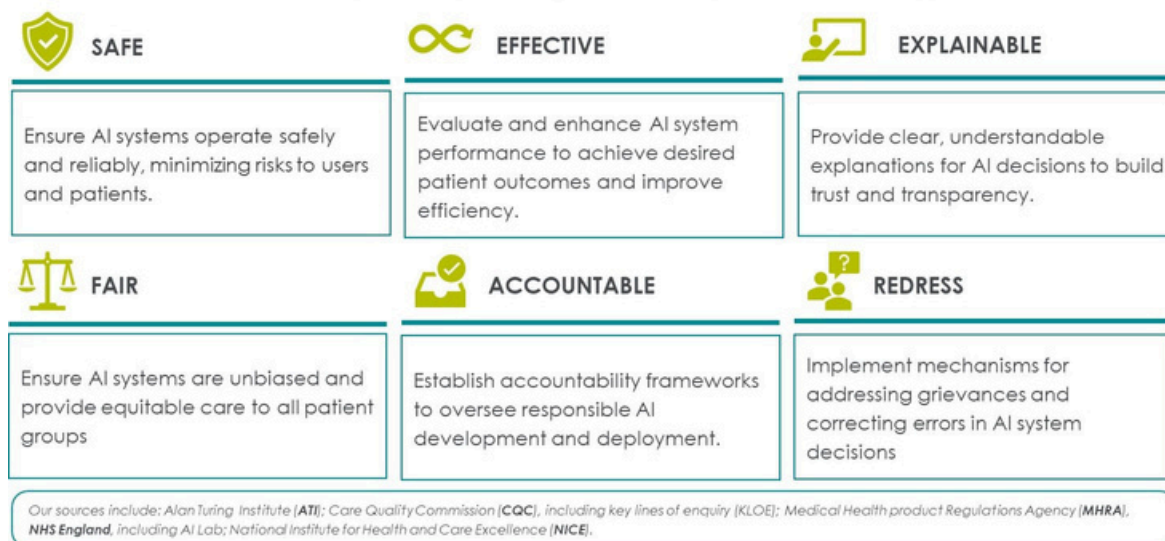 SAFE
EFFECTIVE
EXPLAINABLE
Ensure AI systems operate safely
and reliably, minimizing risks to users
and patients.
Evaluate and enhance AI system
performance to achieve desired
patient outcomes and improve
efficiency.
Provide clear, understandable
explanations for AI decisions to build
trust and transparency.
FAIR
ACCOUNTABLE
?
REDRESS
Ensure AI systems are unbiased and
provide equitable care to all patient
groups
Establish accountability frameworks
to oversee responsible AI
development and deployment.
Implement mechanisms for
addressing grievances and
correcting errors in AI system
decisions
Our sources include: Alan Turing Institute (ATI); Care Quality Commission (CQC), including key lines of enquiry (KLOE); Medical Health product Regulations Agency (MHRA),
NHS England, including AI Lab; National Institute for Health and Care Excellence (NICE).